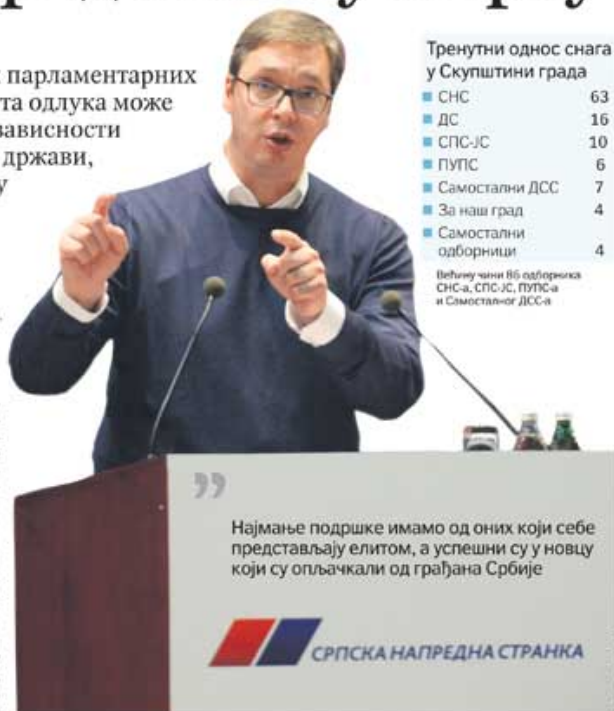 парламентарних
та одлука може
зависности
држави,
у
Тренутни однос снага
у Скупштини града
СНС 63
ДС 16
СПС-ЈС 10
ПУПС 6
Самостални ДСС 7
За наш град 4
Самостални
одборници 4
Већину чини 86 одборника
СНС-а, СПС-ЈС, ПУПС-а
и Самосталног ДСС-а
”
Најмање подршке имамо од оних који себе
представљају елитом, а успешни су у новцу
који су опљачкали од грађана Србије
СРПСКА НАПРЕДНА СТРАНКА